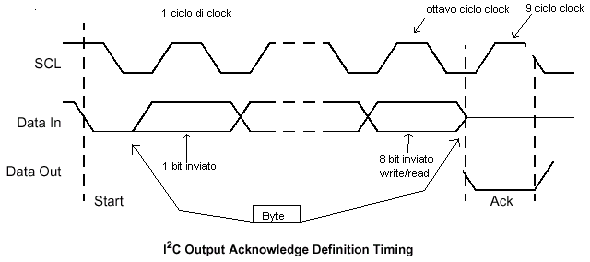 1 ciclo di clock
ottavo ciclo clock
9 ciclo clock
SCL
Data In
1 bit inviato
8 bit inviato
write/read
Data Out
Start
Byte
Ack
I²C Output Acknowledge Definition Timing